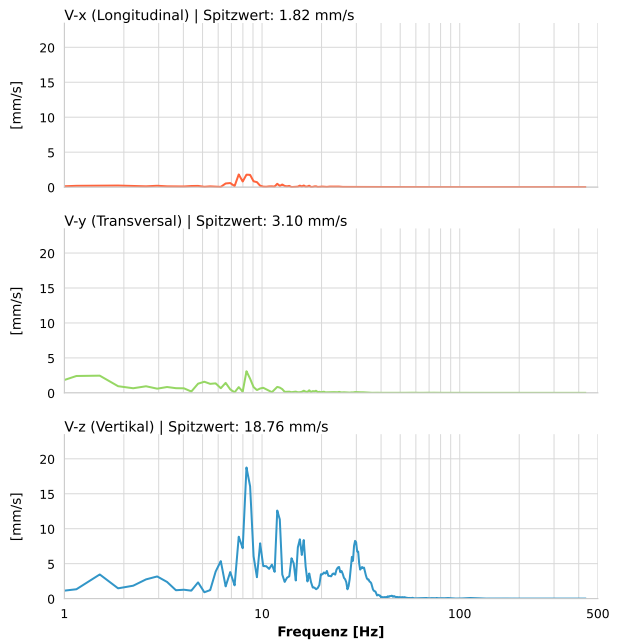 V-x (Longitudinal) | Spitzwert: 1.82 mm/s
20
15
10
5
0
[mm/s]
V-y (Transversal) | Spitzwert: 3.10 mm/s
20
15
10
5
0
[mm/s]
V-z (Vertikal) | Spitzwert: 18.76 mm/s
20
15
10
5
0
[mm/s]
1 10 100 500
Frequenz [Hz]